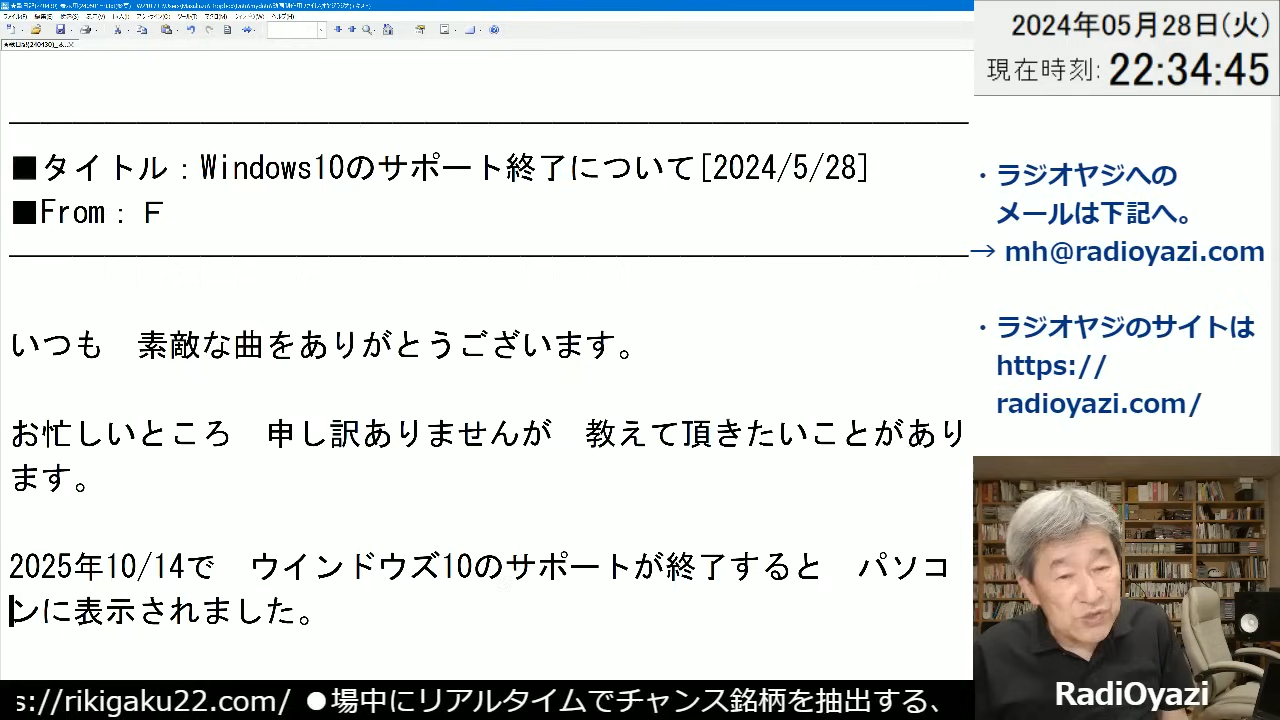 2024年05月28日(火)
現在時刻: 22:34:45
■タイトル：Windows10のサポート終了について[2024/5/28]
■From：Ｆ
いつも　素敵な曲をありがとうございます。
お忙しいところ　申し訳ありませんが　教えて頂きたいことがあり
ます。
2025年10/14で　ウインドウズ10のサポートが終了すると　パソコ
ンに表示されました。
・ラジオヤジへの
メールは下記へ。
→ mh@radioyazi.com
・ラジオヤジのサイトは
https://
radioyazi.com/
RadiOyazi
s://rikigaku22.com/ ●場中にリアルタイムでチャンス銘柄を抽出する、